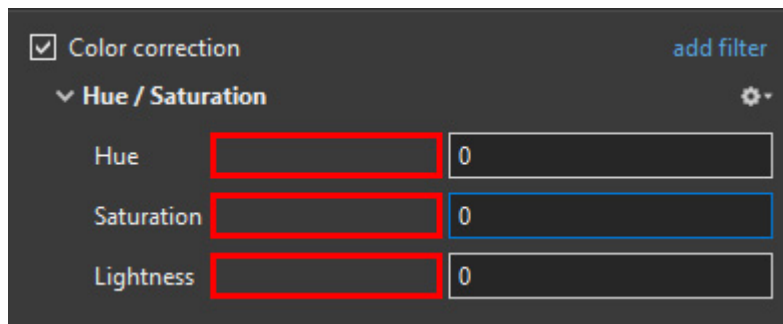 Color correction add filter
Hue / Saturation
Hue 0
Saturation 0
Lightness 0